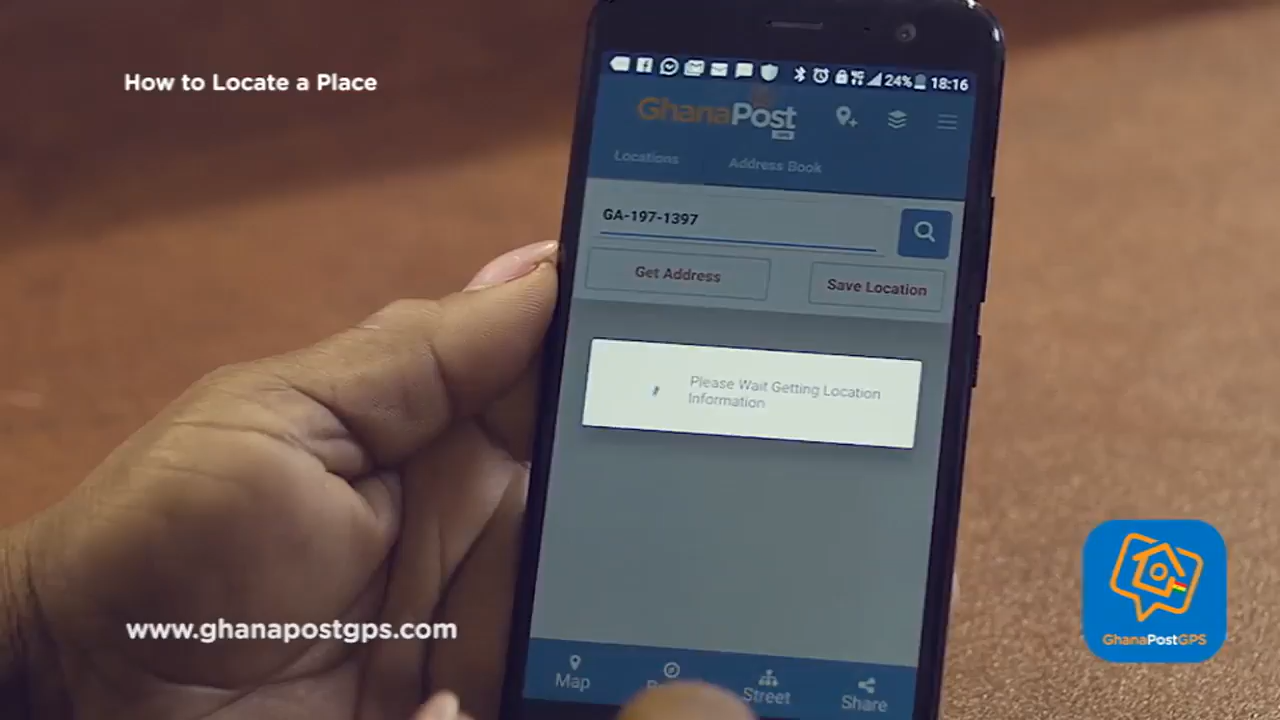 How to Locate a Place
24% 18:16
GhanaPost
GPS
Locations Address Book
GA-197-1397
Get Address Save Location
Please Wait Getting Location
Information
Map Street Share
www.ghanapostgps.com
GhanaPostGPS